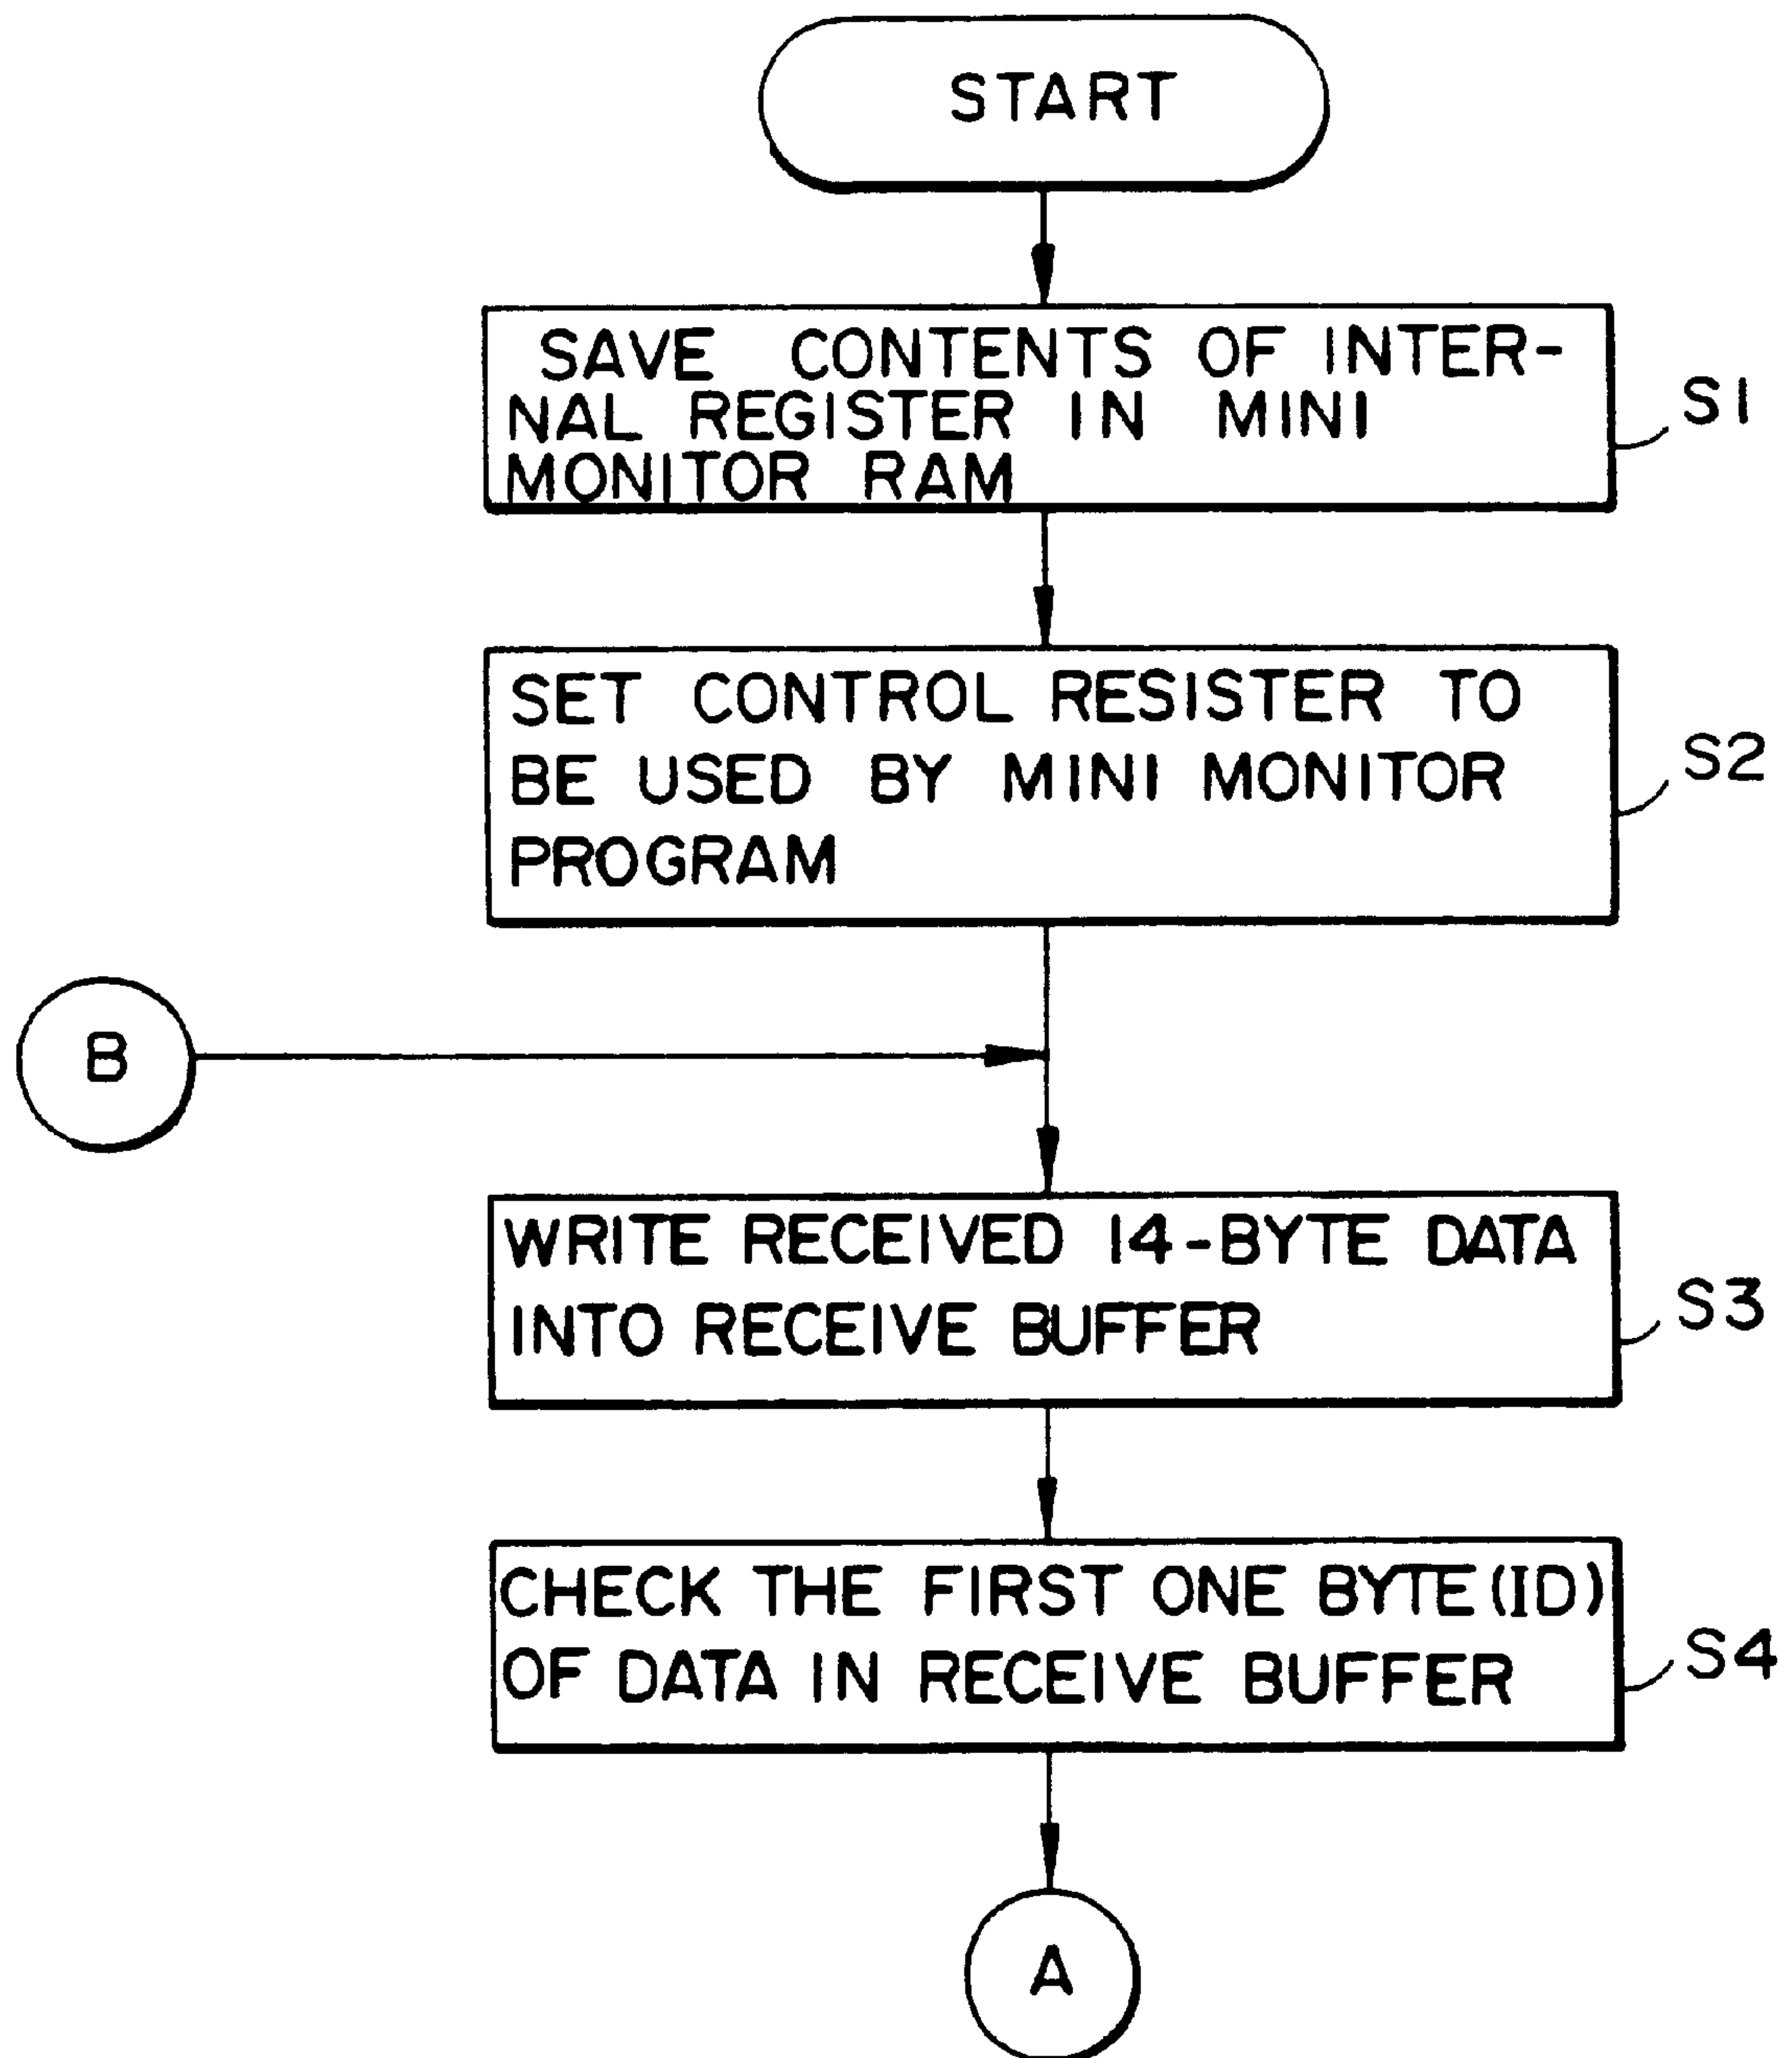 START
SAVE CONTENTS OF INTER-
NAL REGISTER IN MINI
MONITOR RAM
S1
SET CONTROL RESISTER TO
BE USED BY MINI MONITOR
PROGRAM
S2
B
WRITE RECEIVED 14-BYTE DATA
INTO RECEIVE BUFFER
S3
CHECK THE FIRST ONE BYTE(ID)
OF DATA IN RECEIVE BUFFER
S4
A